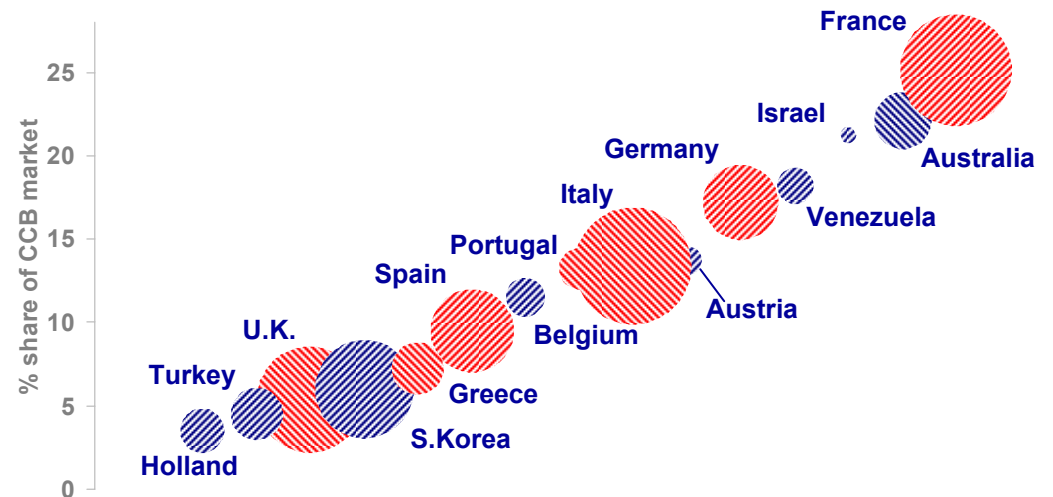 France
25
Israel
20
Germany
Australia
Italy
Venezuela
15
Portugal
Spain
Austria
10
Belgium
U.K.
Turkey
Greece
5
S.Korea
Holland
0
% share of CCB market